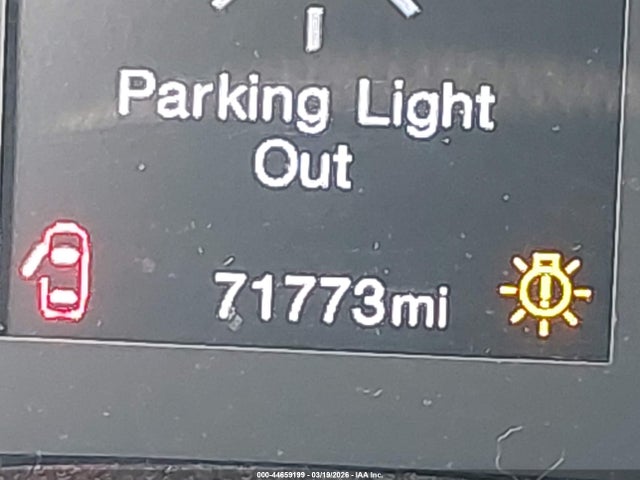 Parking Light
Out
71773mi
000-44659199 - 03/19/2026 - IAA Inc.